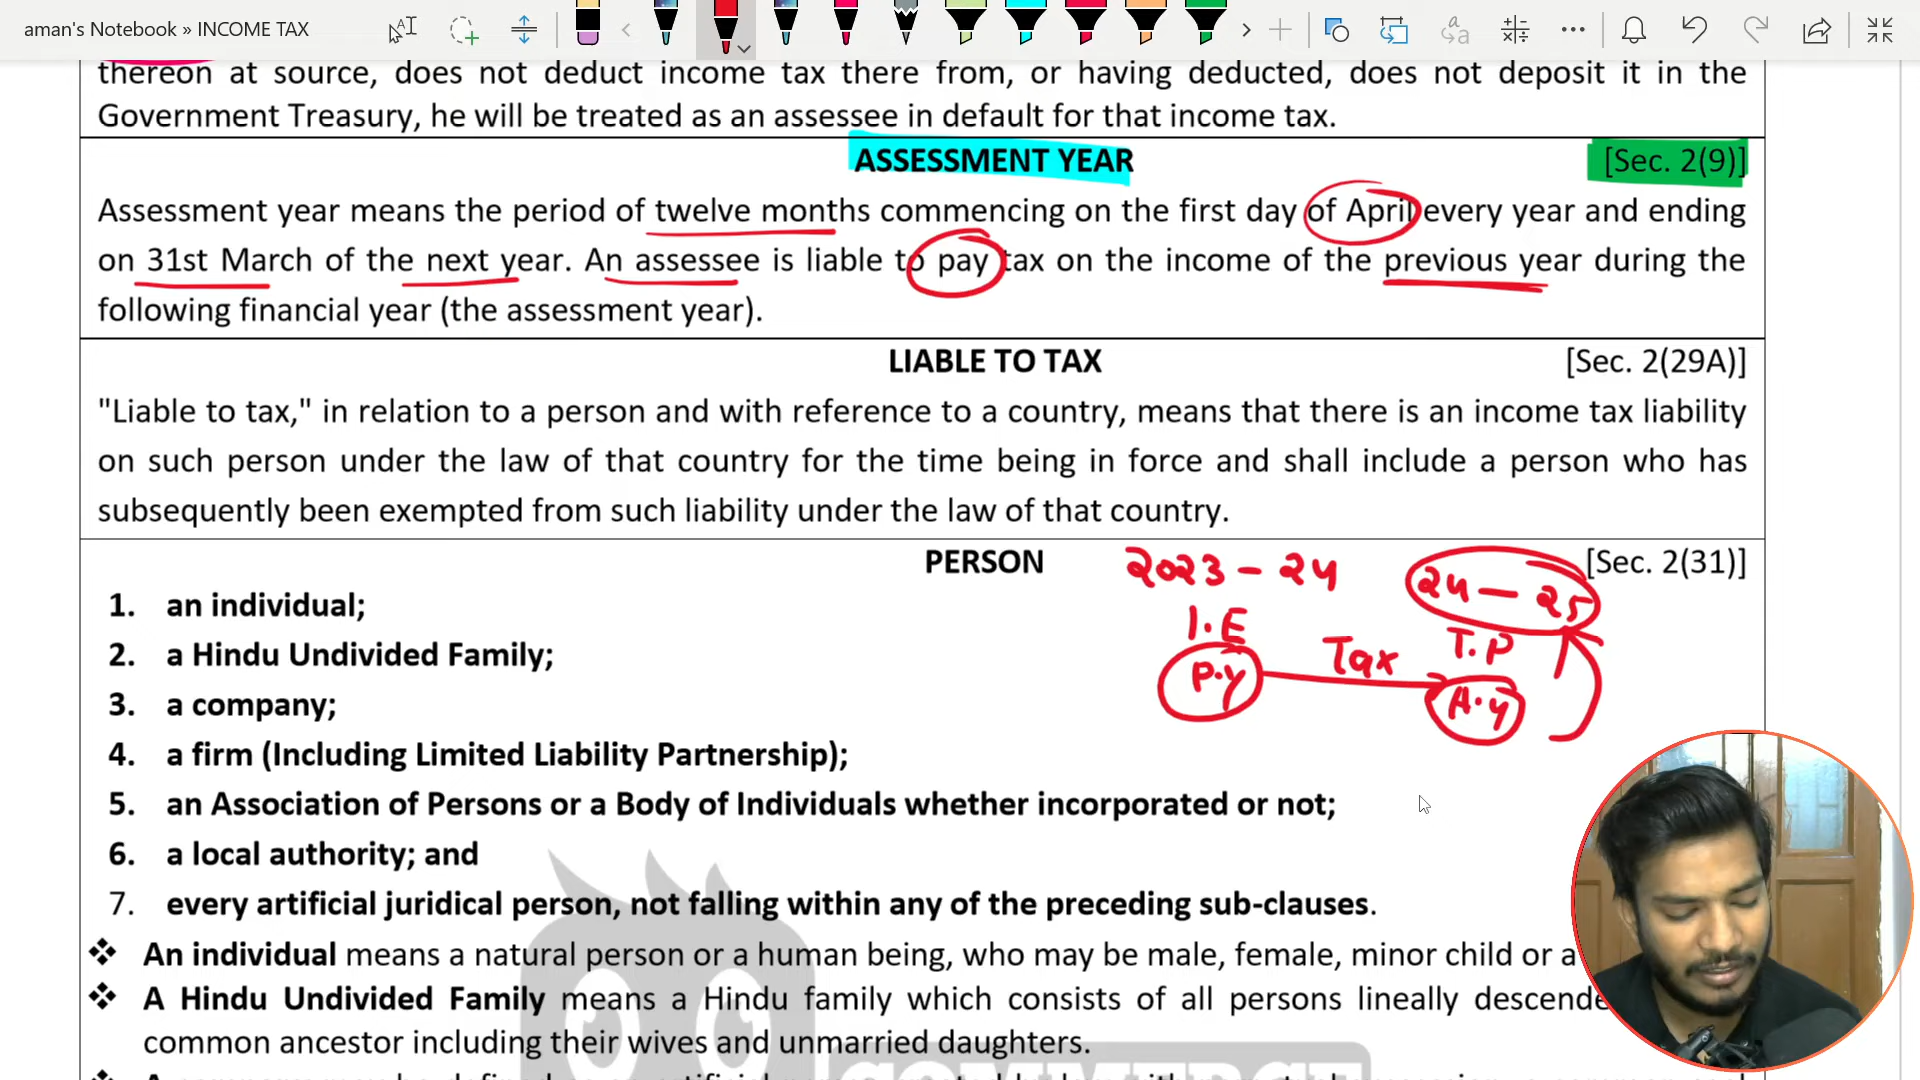 aman's Notebook » INCOME TAX
thereon at source, does not deduct income tax there from, or having deducted, does not deposit it in the
Government Treasury, he will be treated as an assessee in default for that income tax.
ASSESSMENT YEAR [Sec. 2(9)]
Assessment year means the period of twelve months commencing on the first day of April every year and ending
on 31st March of the next year. An assessee is liable to pay tax on the income of the previous year during the
following financial year (the assessment year).
LIABLE TO TAX [Sec. 2(29A)]
"Liable to tax," in relation to a person and with reference to a country, means that there is an income tax liability
on such person under the law of that country for the time being in force and shall include a person who has
subsequently been exempted from such liability under the law of that country.
PERSON [Sec. 2(31)]
2023 - 24 24 - 25
1. an individual;
I.E Tax T.P
2. a Hindu Undivided Family;
P.Y A.Y
3. a company;
4. a firm (Including Limited Liability Partnership);
5. an Association of Persons or a Body of Individuals whether incorporated or not;
6. a local authority; and
7. every artificial juridical person, not falling within any of the preceding sub-clauses.
❖ An individual means a natural person or a human being, who may be male, female, minor child or a
❖ A Hindu Undivided Family means a Hindu family which consists of all persons lineally descende
common ancestor including their wives and unmarried daughters.